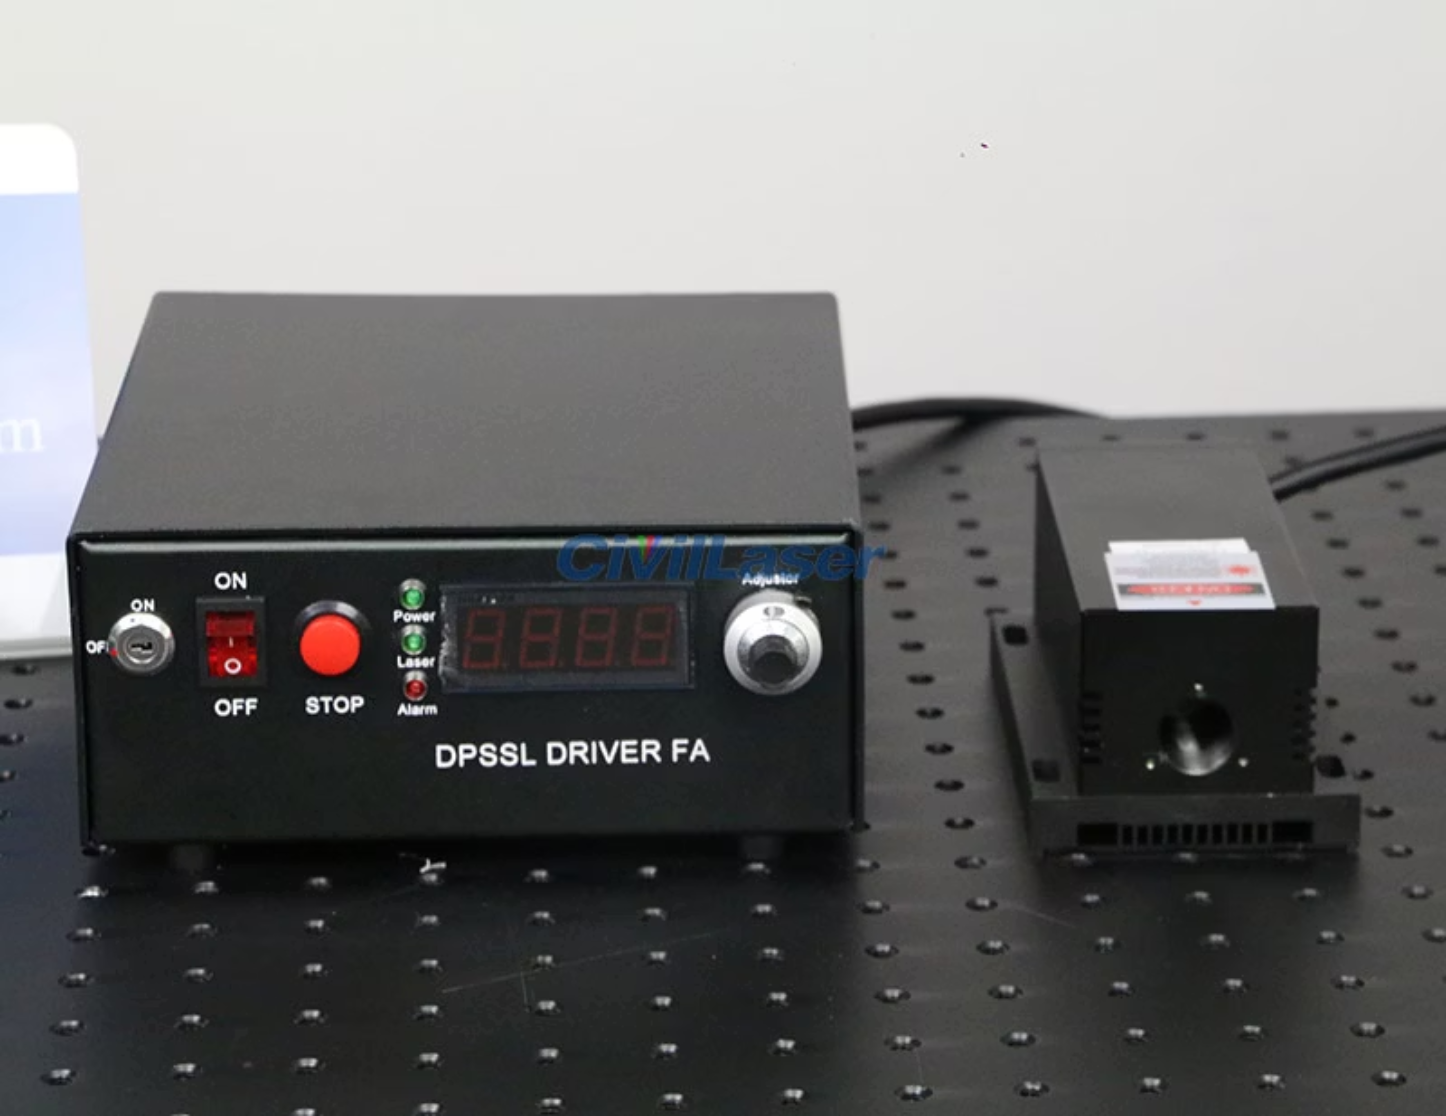 m
CivilLaser
ON
ON
OFF
OFF
STOP
Power
Laser
Alarm
Adjustor
DPSSL DRIVER FA